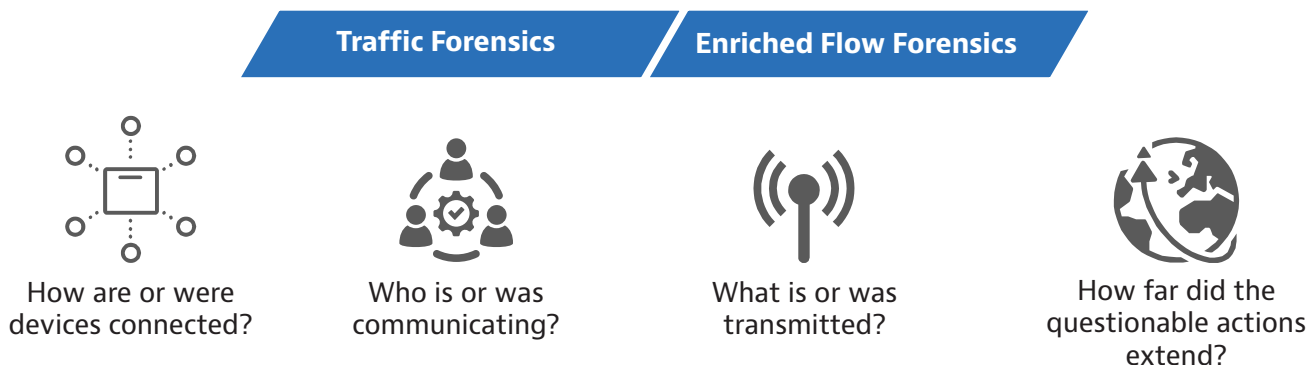 Traffic Forensics
Enriched Flow Forensics
How are or were
devices connected?
Who is or was
communicating?
What is or was
transmitted?
How far did the
questionable actions
extend?